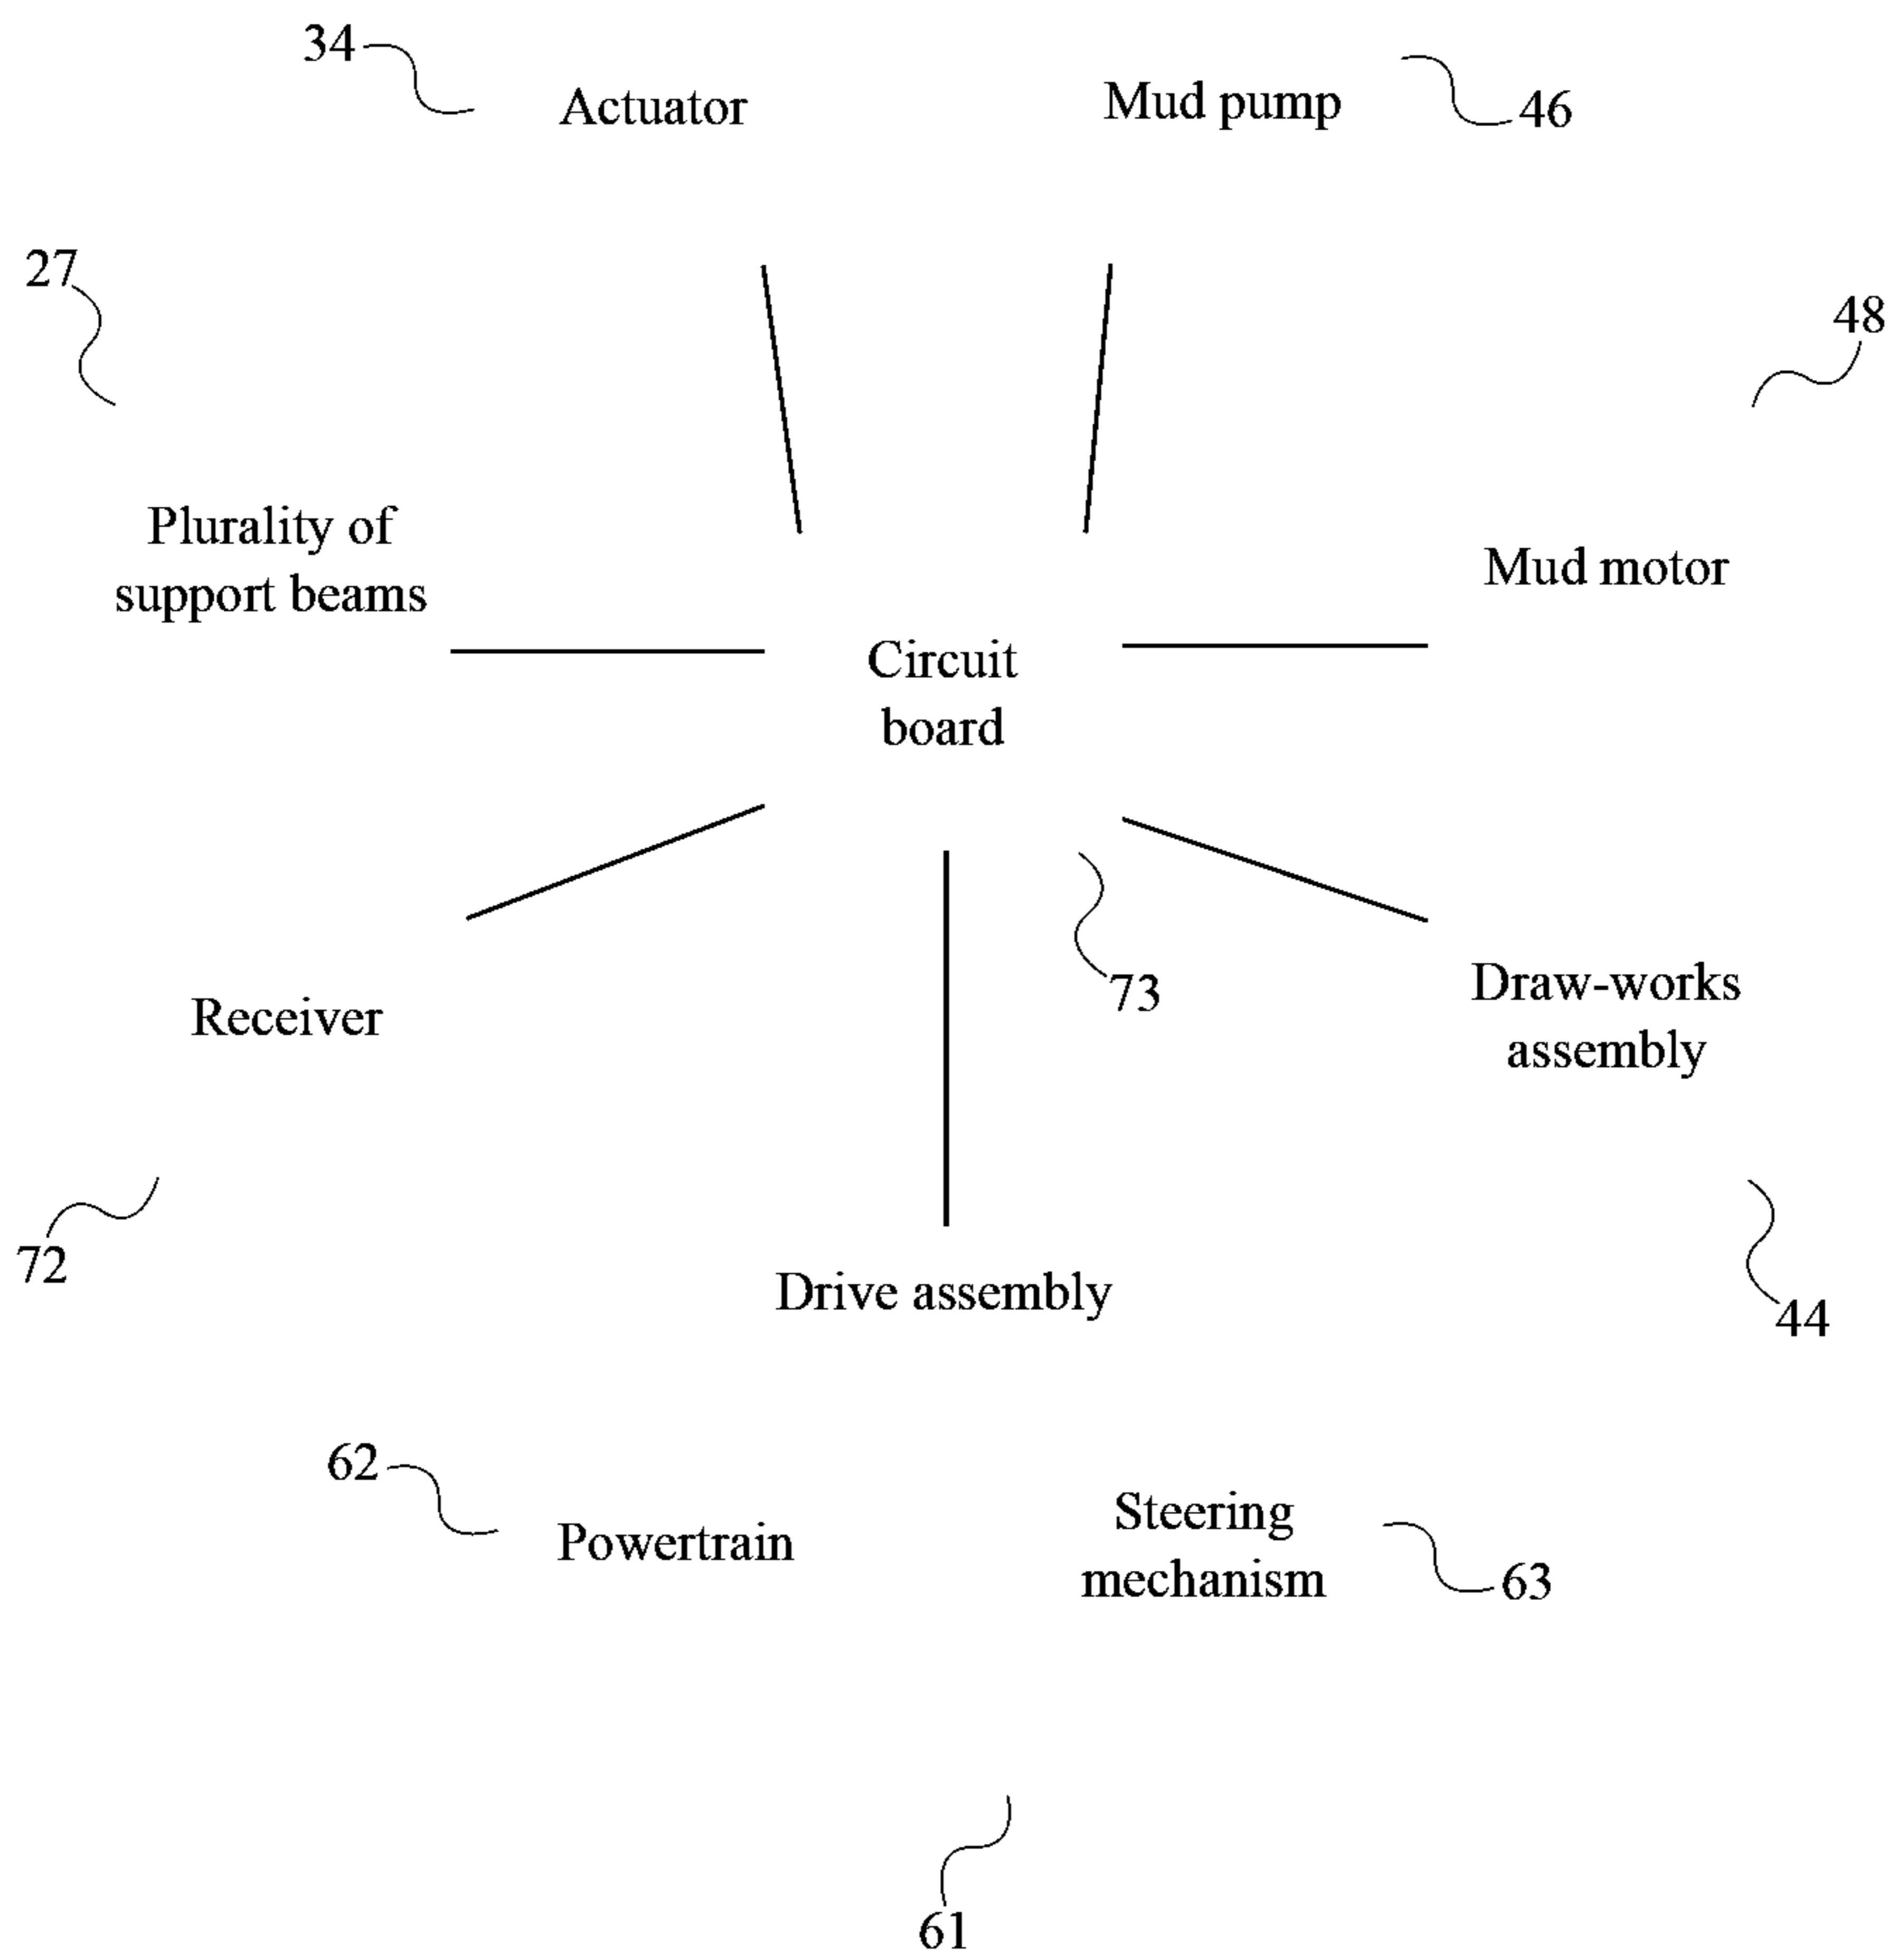 34
Actuator
Mud pump
46
27
48
Plurality of
support beams
Mud motor
Circuit
board
73
Receiver
Draw-works
assembly
72
Drive assembly
44
62
Powertrain
Steering
mechanism
63
61